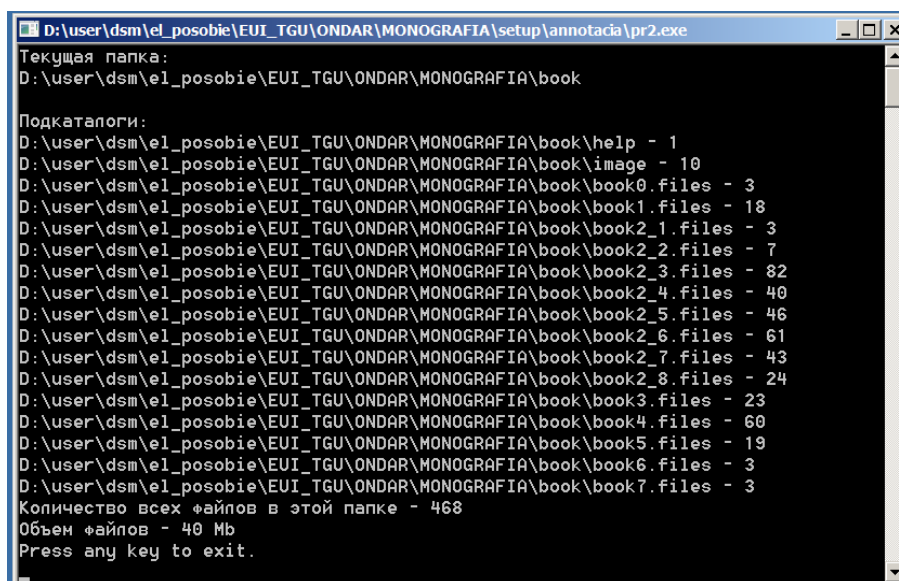 D:\user\dsm\el_posobie\EUI_TGU\ONDAR\MONOGRAFIA\setup\annotacia\pr2.exe
Текущая папка:
D:\user\dsm\el_posobie\EUI_TGU\ONDAR\MONOGRAFIA\book
Подкаталоги:
D:\user\dsm\el_posobie\EUI_TGU\ONDAR\MONOGRAFIA\book\help - 1
D:\user\dsm\el_posobie\EUI_TGU\ONDAR\MONOGRAFIA\book\image - 10
D:\user\dsm\el_posobie\EUI_TGU\ONDAR\MONOGRAFIA\book\book0.files - 3
D:\user\dsm\el_posobie\EUI_TGU\ONDAR\MONOGRAFIA\book\book1.files - 18
D:\user\dsm\el_posobie\EUI_TGU\ONDAR\MONOGRAFIA\book\book2_1.files - 3
D:\user\dsm\el_posobie\EUI_TGU\ONDAR\MONOGRAFIA\book\book2_2.files - 7
D:\user\dsm\el_posobie\EUI_TGU\ONDAR\MONOGRAFIA\book\book2_3.files - 82
D:\user\dsm\el_posobie\EUI_TGU\ONDAR\MONOGRAFIA\book\book2_4.files - 40
D:\user\dsm\el_posobie\EUI_TGU\ONDAR\MONOGRAFIA\book\book2_5.files - 46
D:\user\dsm\el_posobie\EUI_TGU\ONDAR\MONOGRAFIA\book\book2_6.files - 61
D:\user\dsm\el_posobie\EUI_TGU\ONDAR\MONOGRAFIA\book\book2_7.files - 43
D:\user\dsm\el_posobie\EUI_TGU\ONDAR\MONOGRAFIA\book\book2_8.files - 24
D:\user\dsm\el_posobie\EUI_TGU\ONDAR\MONOGRAFIA\book\book3.files - 23
D:\user\dsm\el_posobie\EUI_TGU\ONDAR\MONOGRAFIA\book\book4.files - 60
D:\user\dsm\el_posobie\EUI_TGU\ONDAR\MONOGRAFIA\book\book5.files - 19
D:\user\dsm\el_posobie\EUI_TGU\ONDAR\MONOGRAFIA\book\book6.files - 3
D:\user\dsm\el_posobie\EUI_TGU\ONDAR\MONOGRAFIA\book\book7.files - 3
Количество всех файлов в этой папке - 468
Объем файлов - 40 Mb
Press any key to exit.